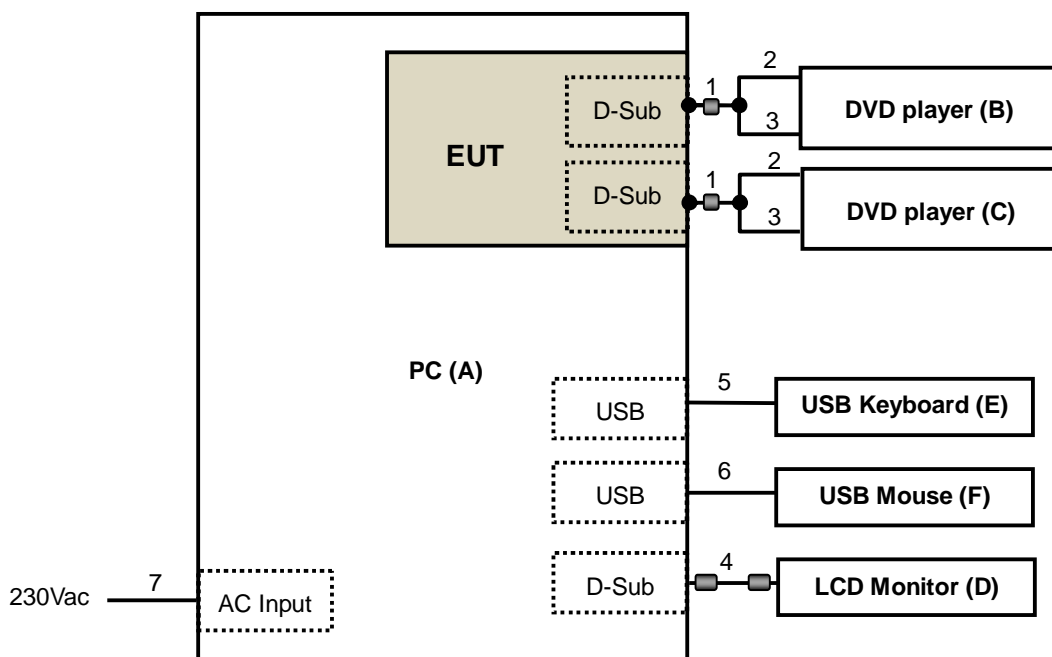 2
1
D-Sub
DVD player (B)
3
EUT
2
1
D-Sub
DVD player (C)
3
PC (A)
5
USB
USB Keyboard (E)
6
USB
USB Mouse (F)
4
D-Sub
LCD Monitor (D)
7
230Vac
AC Input